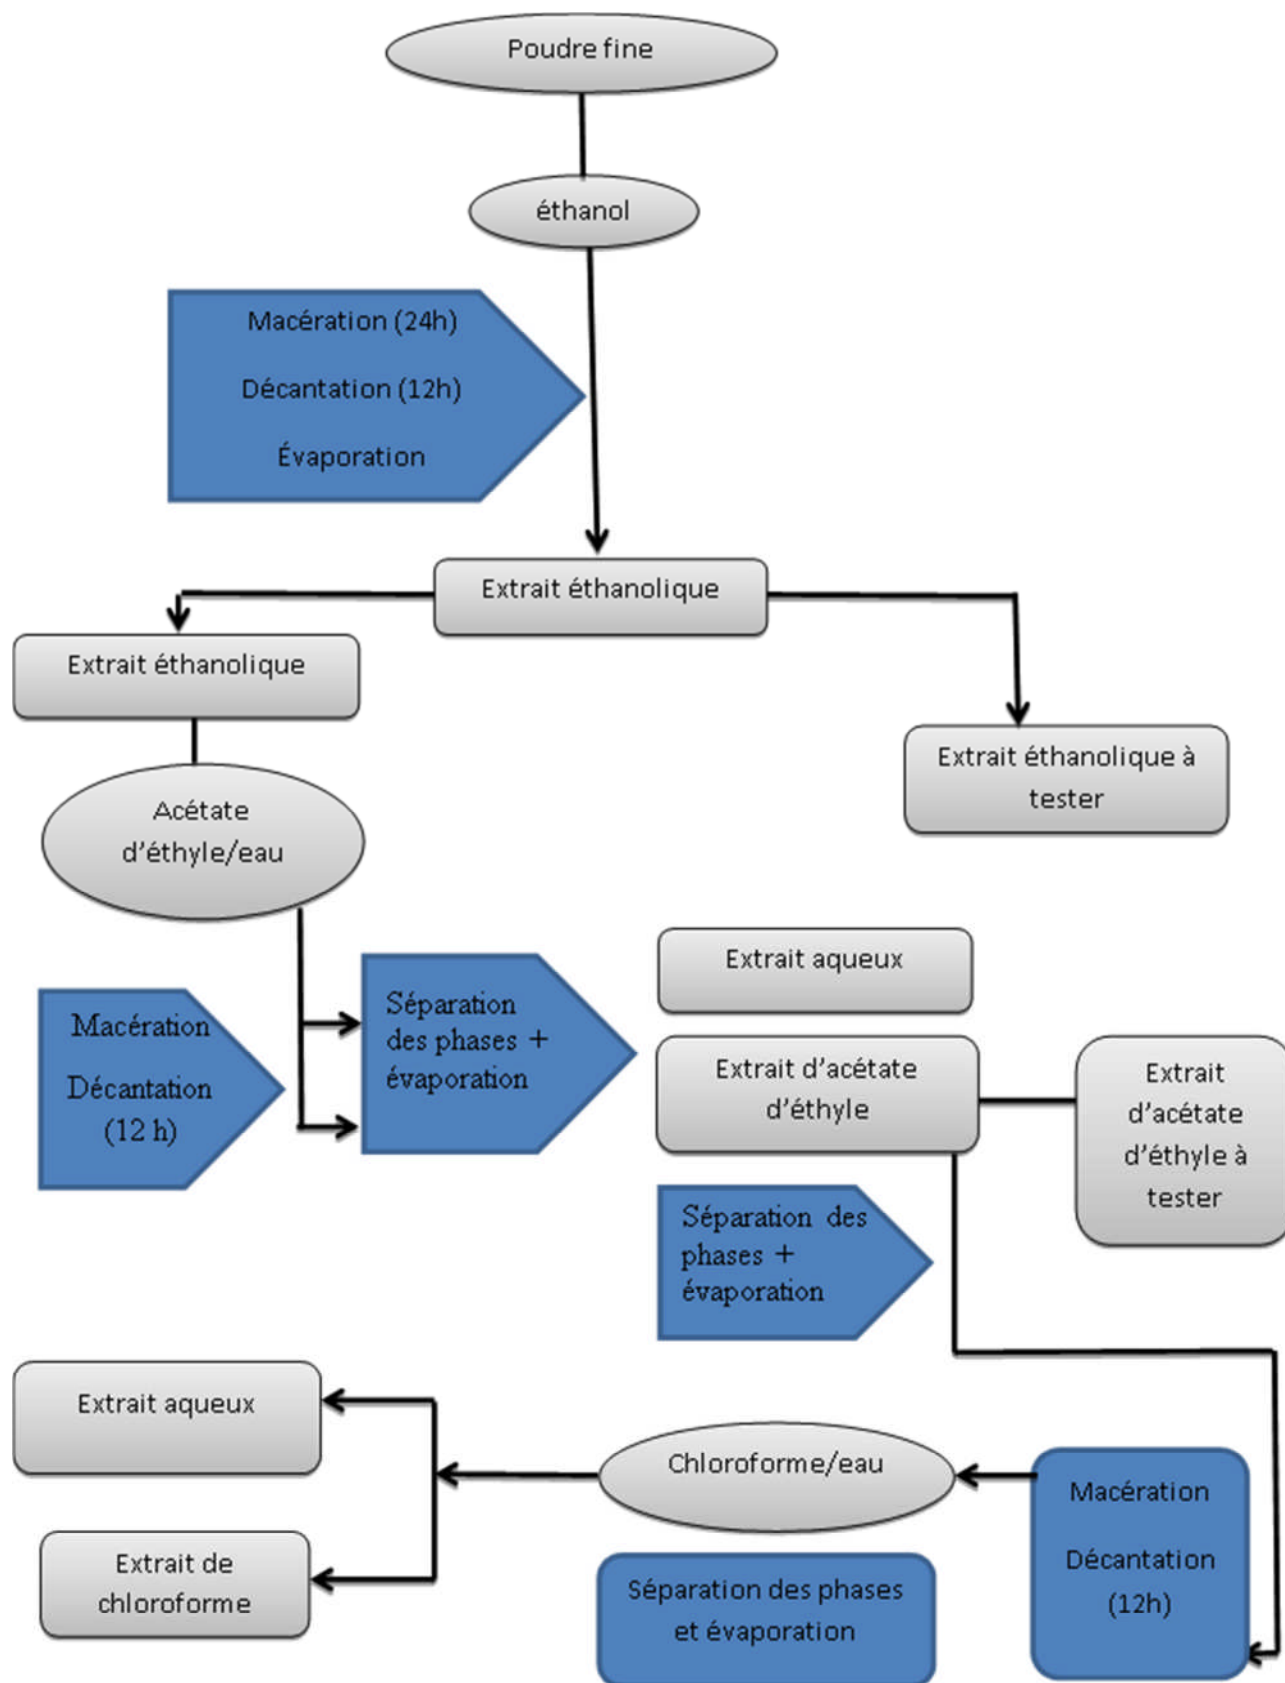 Poudre fine
éthanol
Macération (24h)
Décantation (12h)
Évaporation
Extrait éthanolique
Extrait éthanolique
Extrait éthanolique à
tester
Acétate
d'éthyle/eau
Macération
Décantation
(12 h)
Séparation
des phases +
évaporation
Extrait aqueux
Extrait d'acétate
d'éthyle
Extrait
d'acétate
d'éthyle à
tester
Séparation des
phases +
évaporation
Extrait aqueux
Extrait de
chloroforme
Chloroforme/eau
Séparation des phases
et évaporation
Macération
Décantation
(12h)